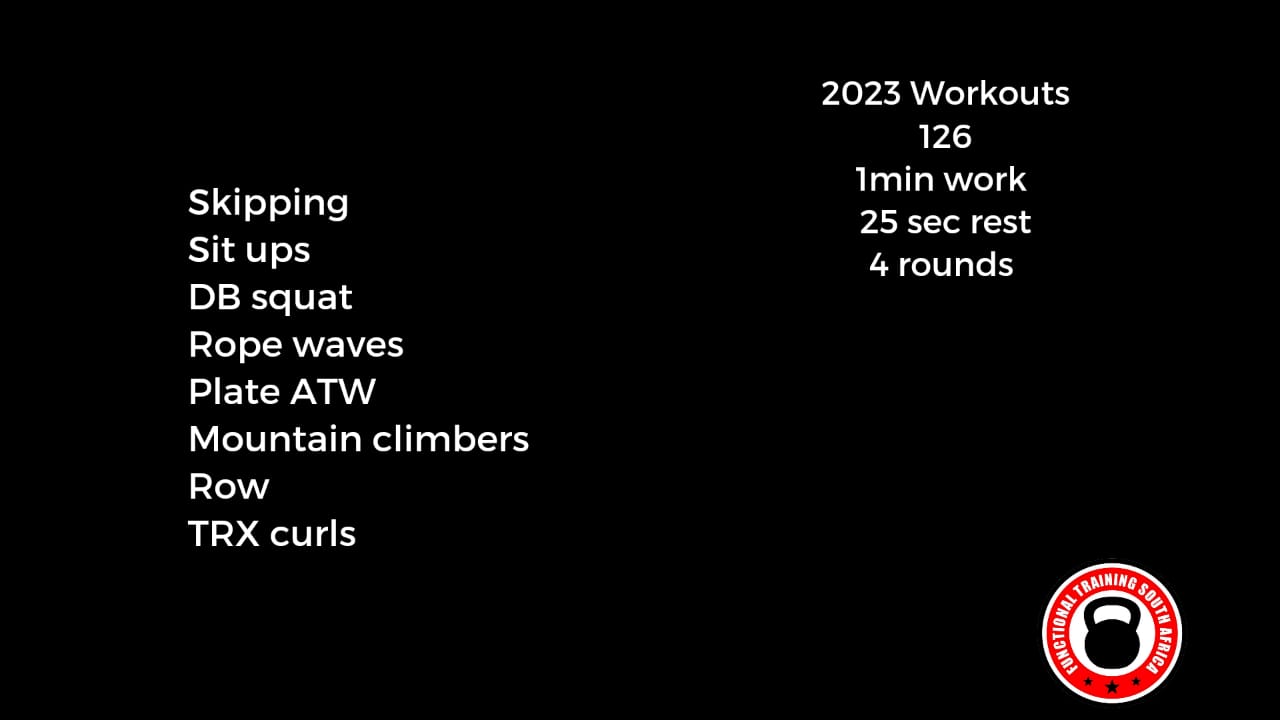 2023 Workouts
126
1min work
25 sec rest
4 rounds
Skipping
Sit ups
DB squat
Rope waves
Plate ATW
Mountain climbers
Row
TRX curls
FUNCTIONAL TRAINING SOUTH AFRICA